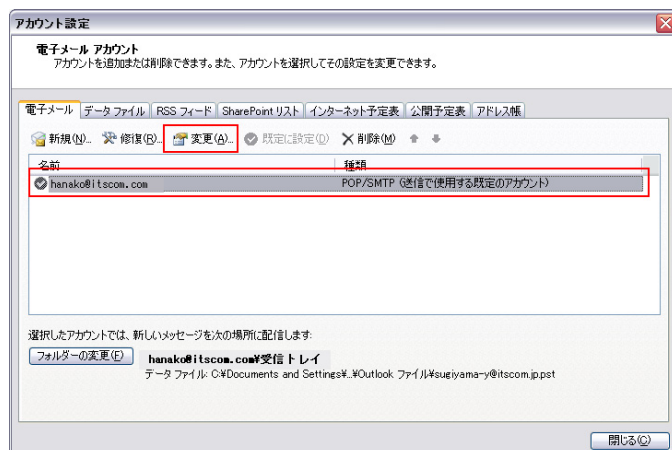 アカウント設定
電子メール アカウント
アカウントを追加または削除できます。また、アカウントを選択してその設定を変更できます。
電子メール データ ファイル RSS フィード SharePoint リスト インターネット予定表 公開予定表 アドレス帳
新規(N)... 修復(R)... 変更(A)... 既定に設定(D) 削除(M)
名前 種類
hanako@itscom.com POP/SMTP (送信で使用する既定のアカウント)
選択したアカウントでは、新しいメッセージを次の場所に配信します:
フォルダーの変更(F) hanako@itscom.com¥受信トレイ
データ ファイル: C:¥Documents and Settings¥...¥Outlook ファイル¥sugiyama-y@itscom.jp.pst
閉じる(C)